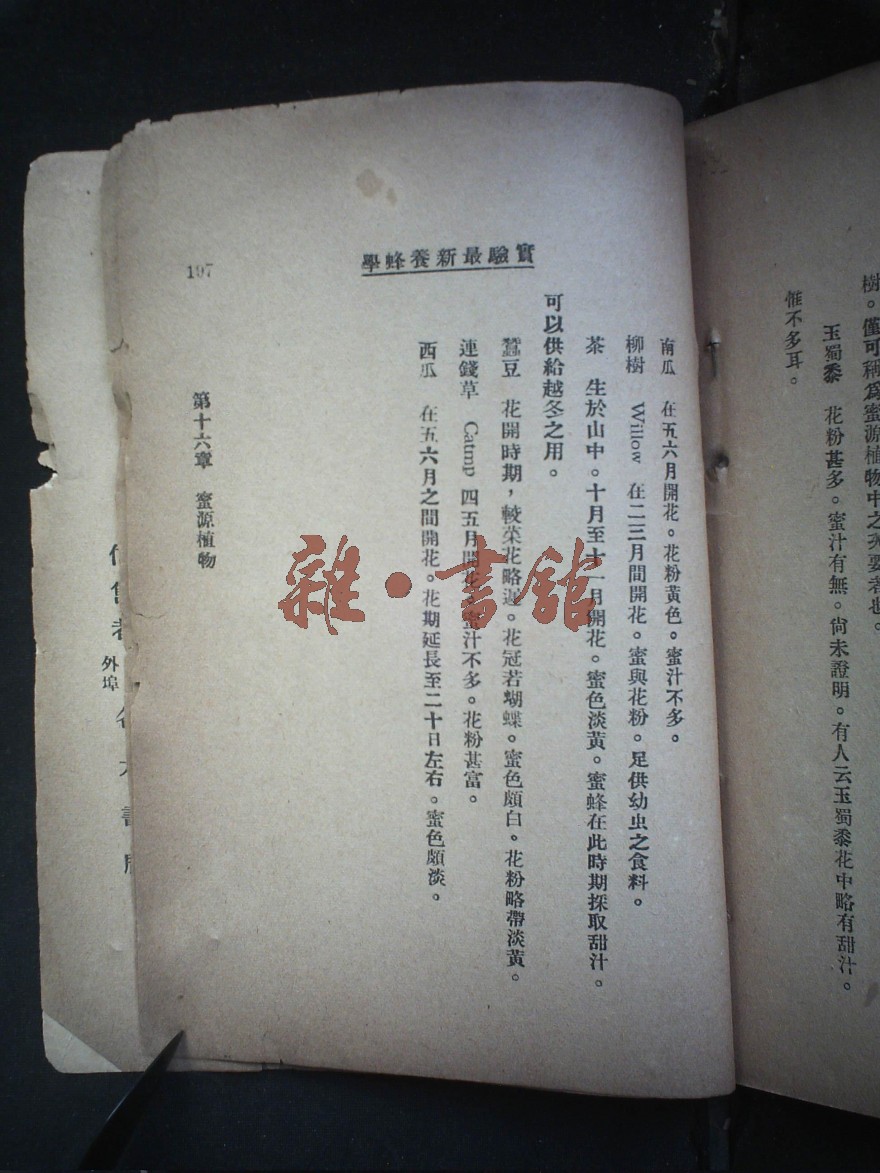 樹。僅可稱爲蜜源植物中之次要者也。
玉蜀黍　花粉甚多。蜜汁有無。尙未證明。有人云玉蜀黍花中略有甜汁。
惟不多耳。
實驗最新養蜂學
南瓜　在五六月開花。花粉黃色。蜜汁不多。
柳樹　Willow　在二三月間開花。蜜與花粉。足供幼虫之食料。
茶　生於山中。十月至十一月開花。蜜色淡黃。蜜蜂在此時期採取甜汁。
可以供給越冬之用。
蠶豆　花開時期，較菜花略遲。花冠若蝴蝶。蜜色頗白。花粉略帶淡黃。
連錢草　Catmp　四五月開花。蜜汁不多。花粉甚富。
西瓜　在五六月之間開花。花期延長至二十日左右。蜜色頗淡。
第十六章　蜜源植物
197
外埠
書
雜·書館